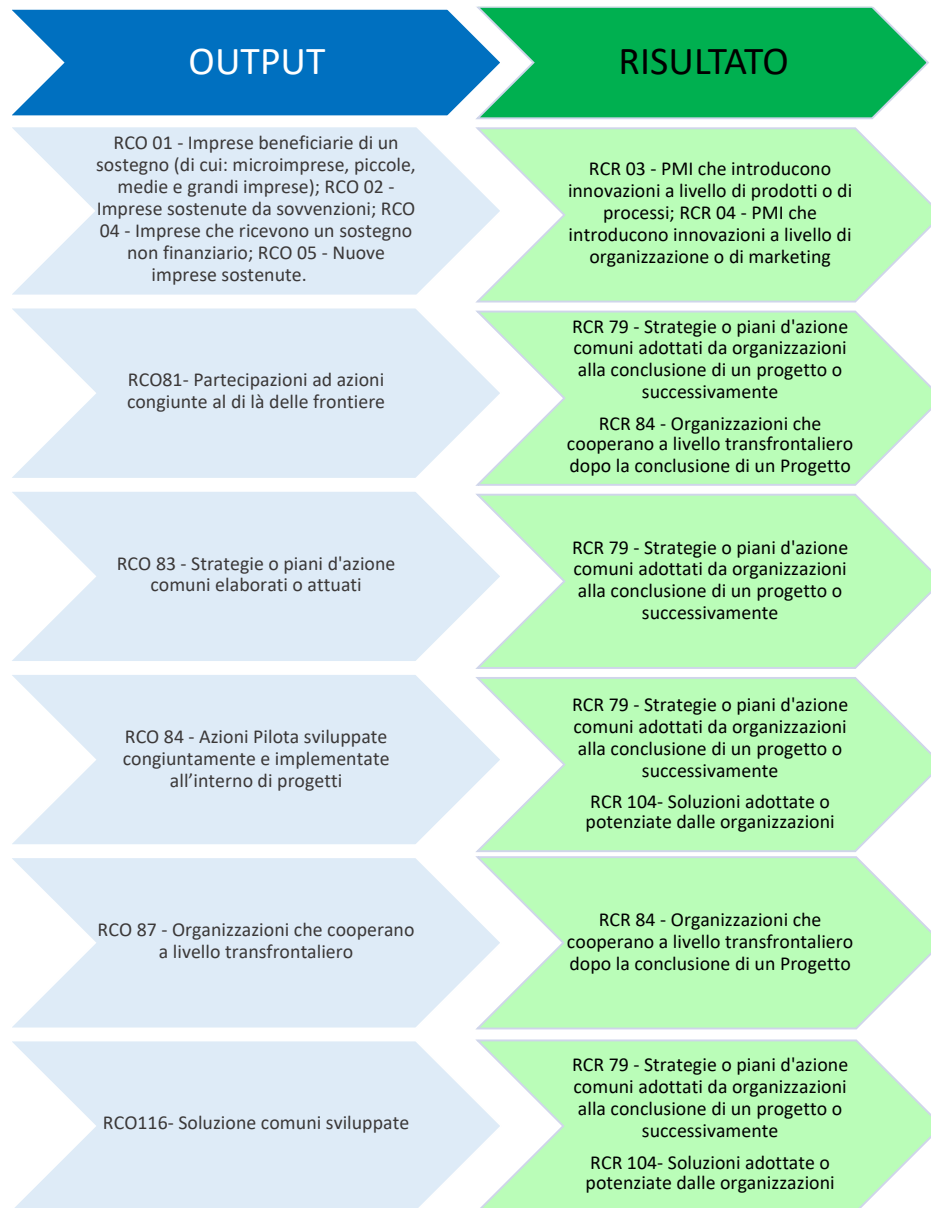 OUTPUT
RISULTATO
RCO 01 - Imprese beneficiarie di un
sostegno (di cui: microimprese, piccole,
medie e grandi imprese); RCO 02 -
Imprese sostenute da sovvenzioni; RCO
04 - Imprese che ricevono un sostegno
non finanziario; RCO 05 - Nuove
imprese sostenute.
RCR 03 - PMI che introducono
innovazioni a livello di prodotti o di
processi; RCR 04 - PMI che
introducono innovazioni a livello di
organizzazione o di marketing
RCO81- Partecipazioni ad azioni
congiunte al di là delle frontiere
RCR 79 - Strategie o piani d'azione
comuni adottati da organizzazioni
alla conclusione di un progetto o
successivamente
RCR 84 - Organizzazioni che
cooperano a livello transfrontaliero
dopo la conclusione di un Progetto
RCO 83 - Strategie o piani d'azione
comuni elaborati o attuati
RCR 79 - Strategie o piani d'azione
comuni adottati da organizzazioni
alla conclusione di un progetto o
successivamente
RCO 84 - Azioni Pilota sviluppate
congiuntamente e implementate
all’interno di progetti
RCR 79 - Strategie o piani d'azione
comuni adottati da organizzazioni
alla conclusione di un progetto o
successivamente
RCR 104- Soluzioni adottate o
potenziate dalle organizzazioni
RCO 87 - Organizzazioni che cooperano
a livello transfrontaliero
RCR 84 - Organizzazioni che
cooperano a livello transfrontaliero
dopo la conclusione di un Progetto
RCO116- Soluzione comuni sviluppate
RCR 79 - Strategie o piani d'azione
comuni adottati da organizzazioni
alla conclusione di un progetto o
successivamente
RCR 104- Soluzioni adottate o
potenziate dalle organizzazioni